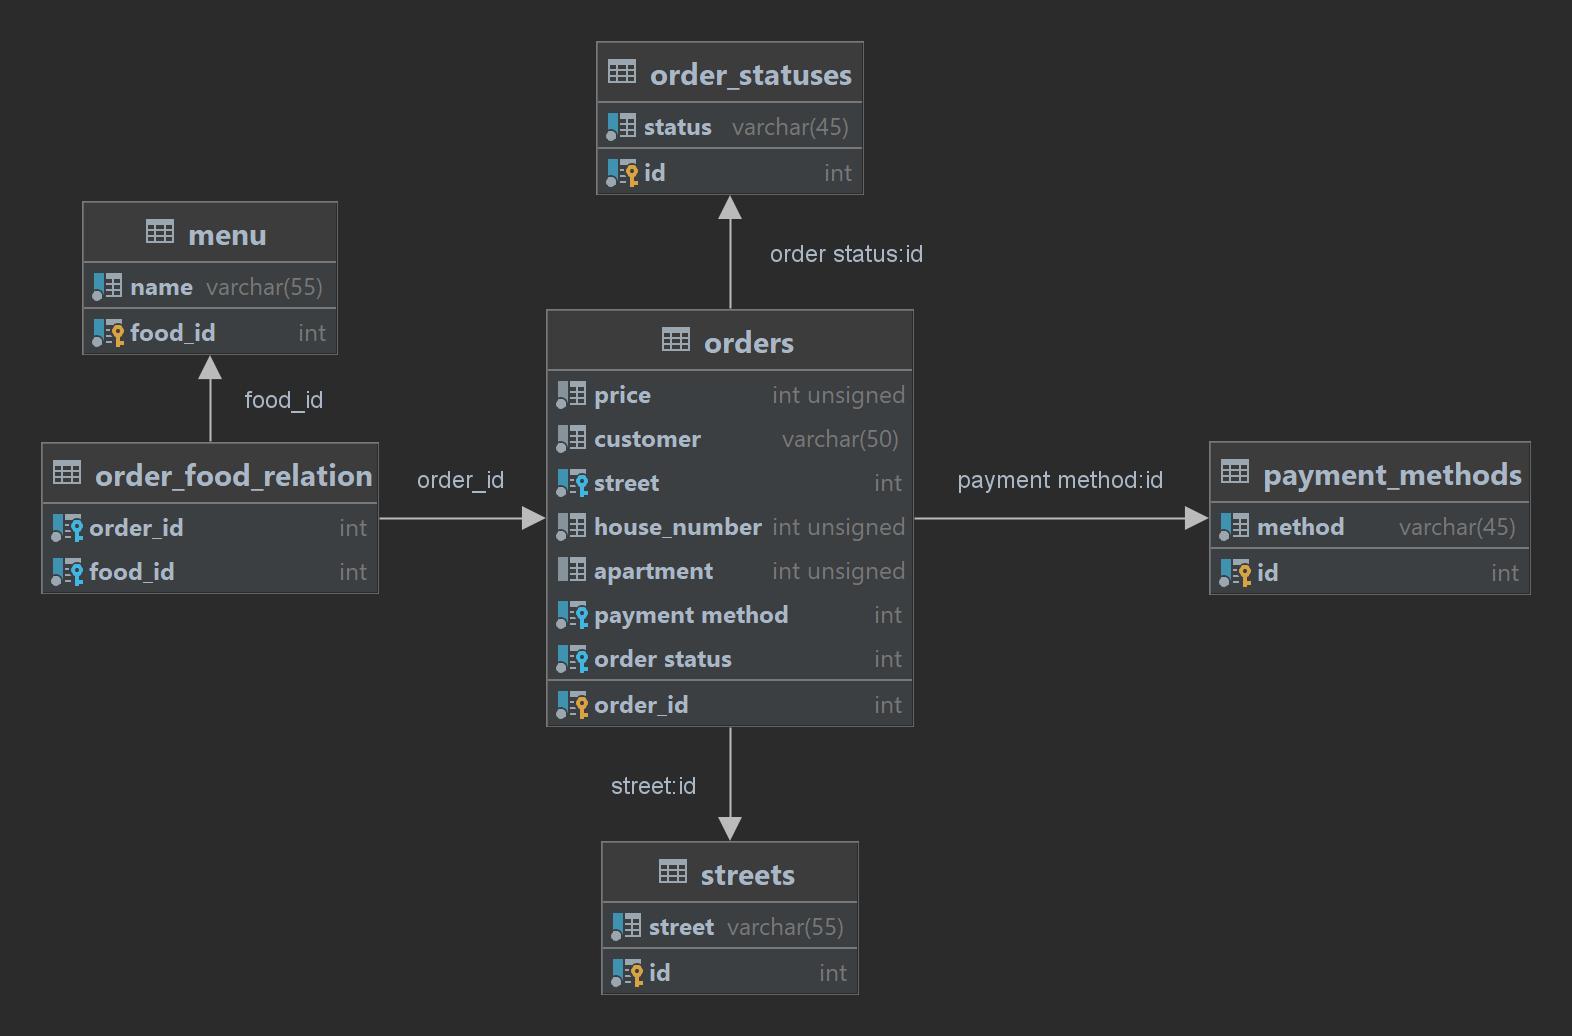 order_statuses
status varchar(45)
id int
order status:id
menu
name varchar(55)
food_id int
food_id
order_food_relation
order_id int
food_id int
order_id
orders
price int unsigned
customer varchar(50)
street int
house_number int unsigned
apartment int unsigned
payment method int
order status int
order_id int
payment method:id
payment_methods
method varchar(45)
id int
street:id
streets
street varchar(55)
id int